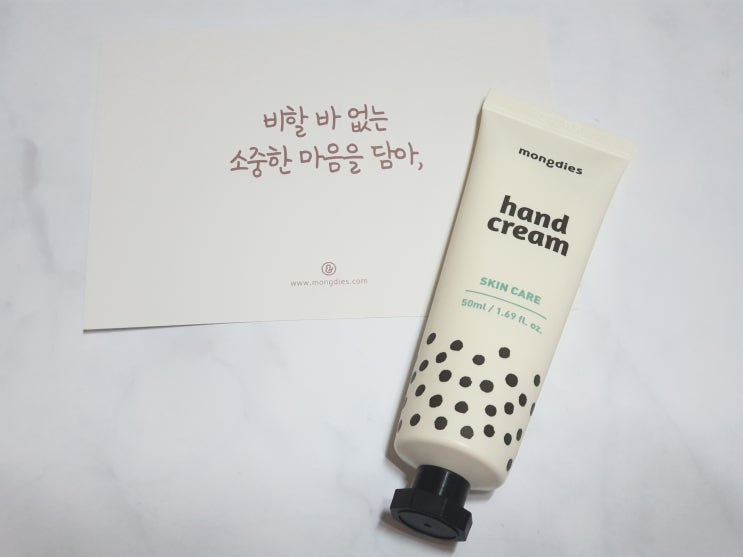 비할 바 없는
소중한 마음을 담아,
www.mongdies.com
mongdies
hand
cream
SKIN CARE
50ml / 1.69 fl. oz.